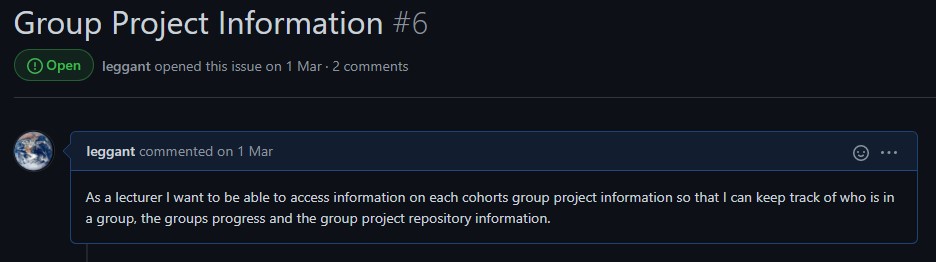 Group Project Information #6
Open leggant opened this issue on 1 Mar · 2 comments
leggant commented on 1 Mar
As a lecturer I want to be able to access information on each cohorts group project information so that I can keep track of who is in
a group, the groups progress and the group project repository information.